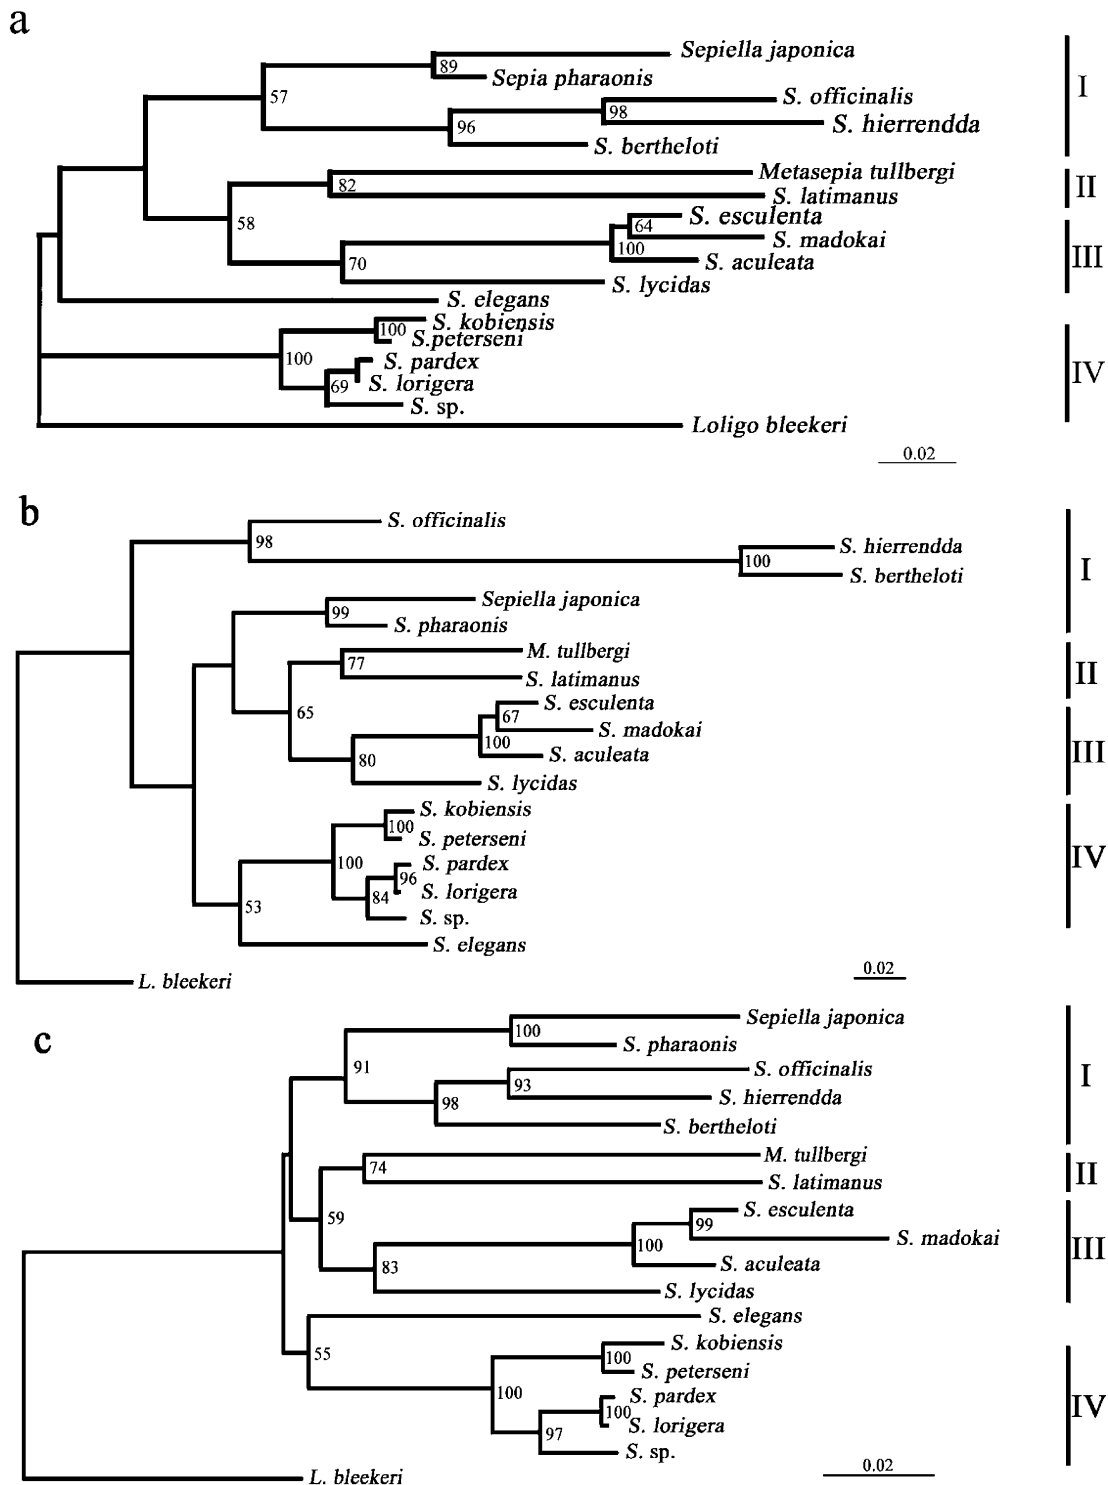 a
Sepiella japonica
89
Sepia pharaonis
I
57
S. officinalis
98
S. hierrendda
96
S. bertheloti
Metasepia tullbergi
82
II
S. latimanus
58
S. esculenta
64
S. madokai
100
S. aculeata
III
70
S. lycidas
S. elegans
S. kobiensis
100
S.peterseni
100
S. pardex
IV
69
S. lorigera
S. sp.
Loligo bleekeri
0.02
b
S. officinalis
98
S. hierrendda
100
I
S. bertheloti
Sepiella japonica
99
S. pharaonis
M. tullbergi
77
II
S. latimanus
65
S. esculenta
67
S. madokai
100
S. aculeata
III
80
S. lycidas
S. kobiensis
100
S. peterseni
100
S. pardex
IV
96
84
S. lorigera
53
S. sp.
S. elegans
0.02
L. bleekeri
c
Sepiella japonica
100
S. pharaonis
91
S. officinalis
I
93
S. hierrendda
98
S. bertheloti
M. tullbergi
74
II
S. latimanus
59
S. esculenta
99
S. madokai
100
III
S. aculeata
83
S. lycidas
S. elegans
55
S. kobiensis
100
S. peterseni
100
S. pardex
100
IV
S. lorigera
97
S. sp.
0.02
L. bleekeri